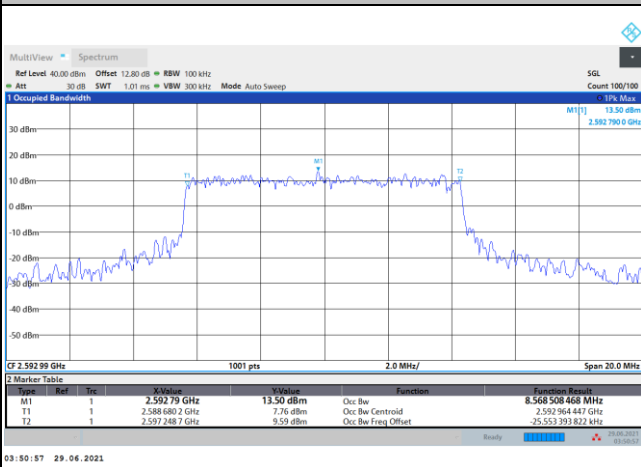 MultiView Spectrum
Ref Level 40.00 dBm Offset 12.80 dB RBW 100 kHz SGL
Att 30 dB SWT 1.01 ms VBW 300 kHz Mode Auto Sweep Count 100/100
1 Occupied Bandwidth 1Pk Max
M1[1] 13.50 dBm
2.592 790 0 GHz
30 dBm
20 dBm
M1
T1 T2
10 dBm
0 dBm
-10 dBm
-20 dBm
-30 dBm
-40 dBm
-50 dBm
CF 2.592 99 GHz 1001 pts 2.0 MHz/ Span 20.0 MHz
2 Marker Table
Type Ref Trc X-Value Y-Value Function Function Result
M1 1 2.592 79 GHz 13.50 dBm Occ Bw 8.568 508 468 MHz
T1 1 2.588 680 2 GHz 7.76 dBm Occ Bw Centroid 2.592 964 447 GHz
T2 1 2.597 248 7 GHz 9.59 dBm Occ Bw Freq Offset -25.553 393 822 kHz
Ready 29.06.2021
03:50:57
03:50:57 29.06.2021